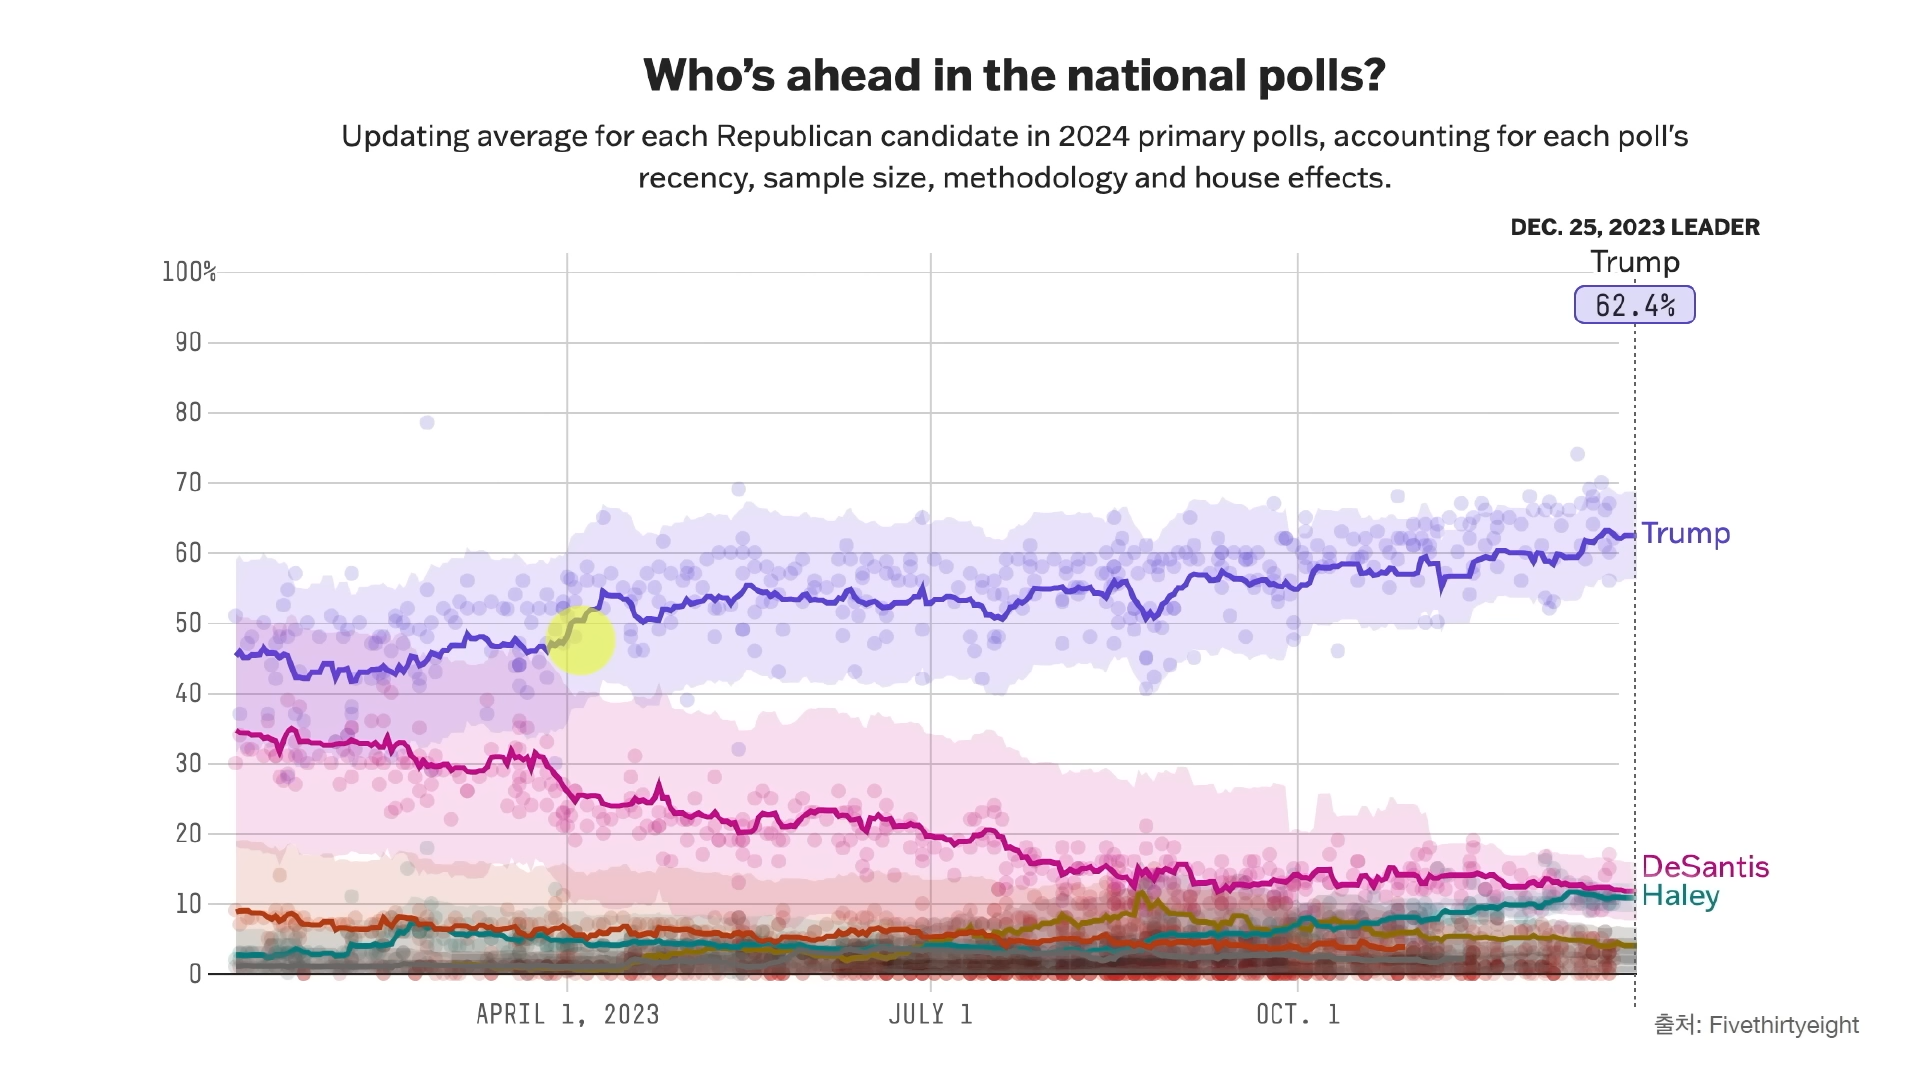 Who's ahead in the national polls?
Updating average for each Republican candidate in 2024 primary polls, accounting for each poll's
recency, sample size, methodology and house effects.
DEC. 25, 2023 LEADER
Trump
62.4%
100%
90
80
70
60
50
40
30
20
10
0
Trump
DeSantis
Haley
APRIL 1, 2023
JULY 1
OCT. 1
출처: Fivethirtyeight